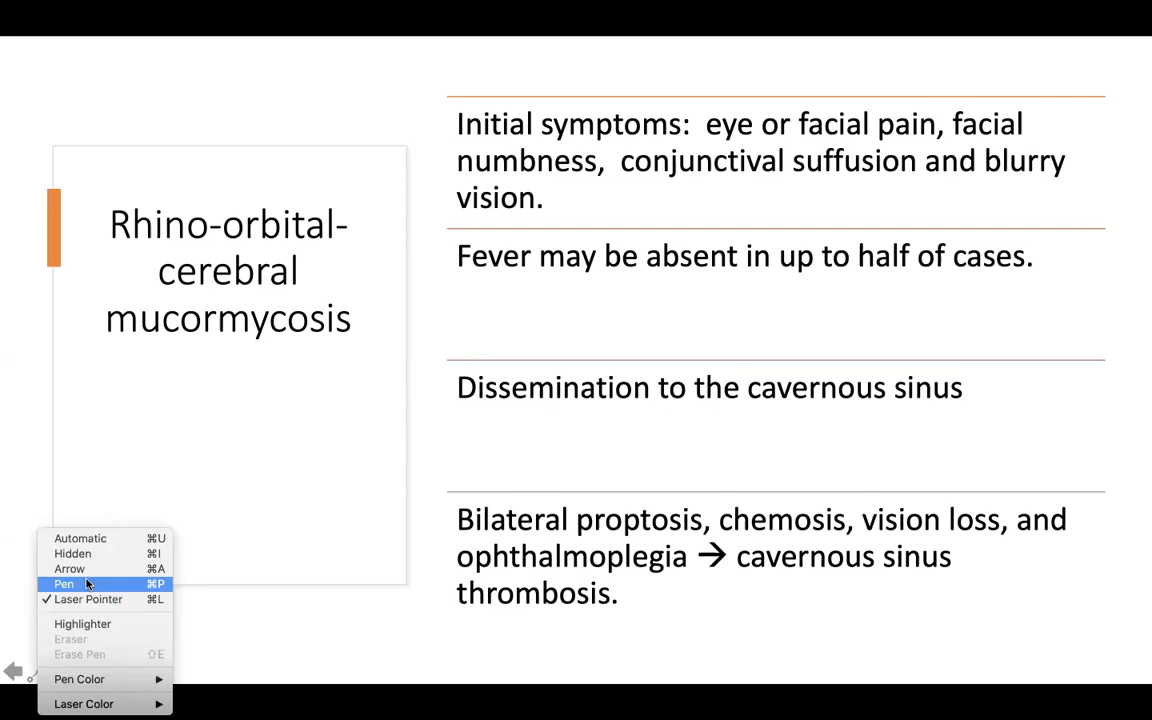 Rhino-orbital-
cerebral
mucormycosis
Initial symptoms:  eye or facial pain, facial
numbness,  conjunctival suffusion and blurry
vision.
Fever may be absent in up to half of cases.
Dissemination to the cavernous sinus
Bilateral proptosis, chemosis, vision loss, and
ophthalmoplegia → cavernous sinus
thrombosis.
Automatic ⌘U
Hidden ⌘I
Arrow ⌘A
Pen ⌘P
✓ Laser Pointer ⌘L
Highlighter
Eraser
Erase Pen ⇧E
Pen Color ▶
Laser Color ▶